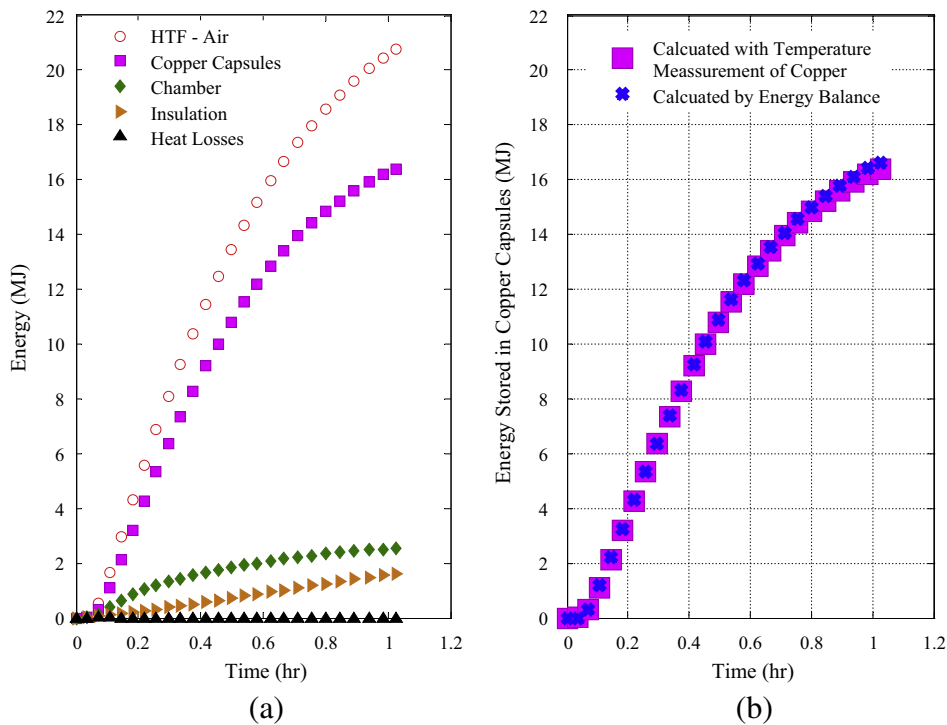 22
20
18
16
14
12
10
8
6
4
2
0
Energy (MJ)
HTF - Air
Copper Capsules
Chamber
Insulation
Heat Losses
0 0.2 0.4 0.6 0.8 1 1.2
Time (hr)
(a)
22
20
18
16
14
12
10
8
6
4
2
0
Energy Stored in Copper Capsules (MJ)
Calcuated with Temperature
Meassurement of Copper
Calcuated by Energy Balance
0 0.2 0.4 0.6 0.8 1 1.2
Time (hr)
(b)